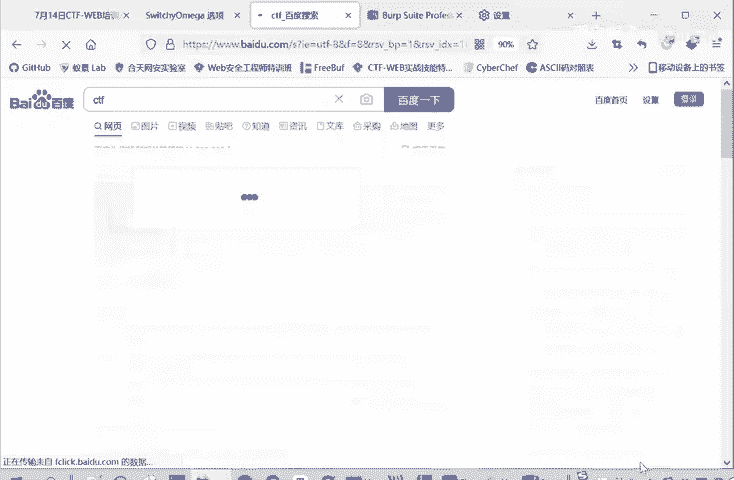 7月14日CTF-WEB培训
SwitchyOmega 选项
ctf_百度搜索
Burp Suite Profes
设置
https://www.baidu.com/s?ie=utf-8&f=8&rsv_bp=1&rsv_idx=1
90%
GitHub
蚁景 Lab
合天网安实验室
Web安全工程师特训班
FreeBuf
CTF-WEB实战技能特...
CyberChef
ASCII码对照表
移动设备上的书签
Bai du 百度
ctf
百度一下
百度首页
设置
登录
网页
图片
视频
贴吧
知道
资讯
文库
采购
地图
更多
正在传输来自 fclick.baidu.com 的数据...